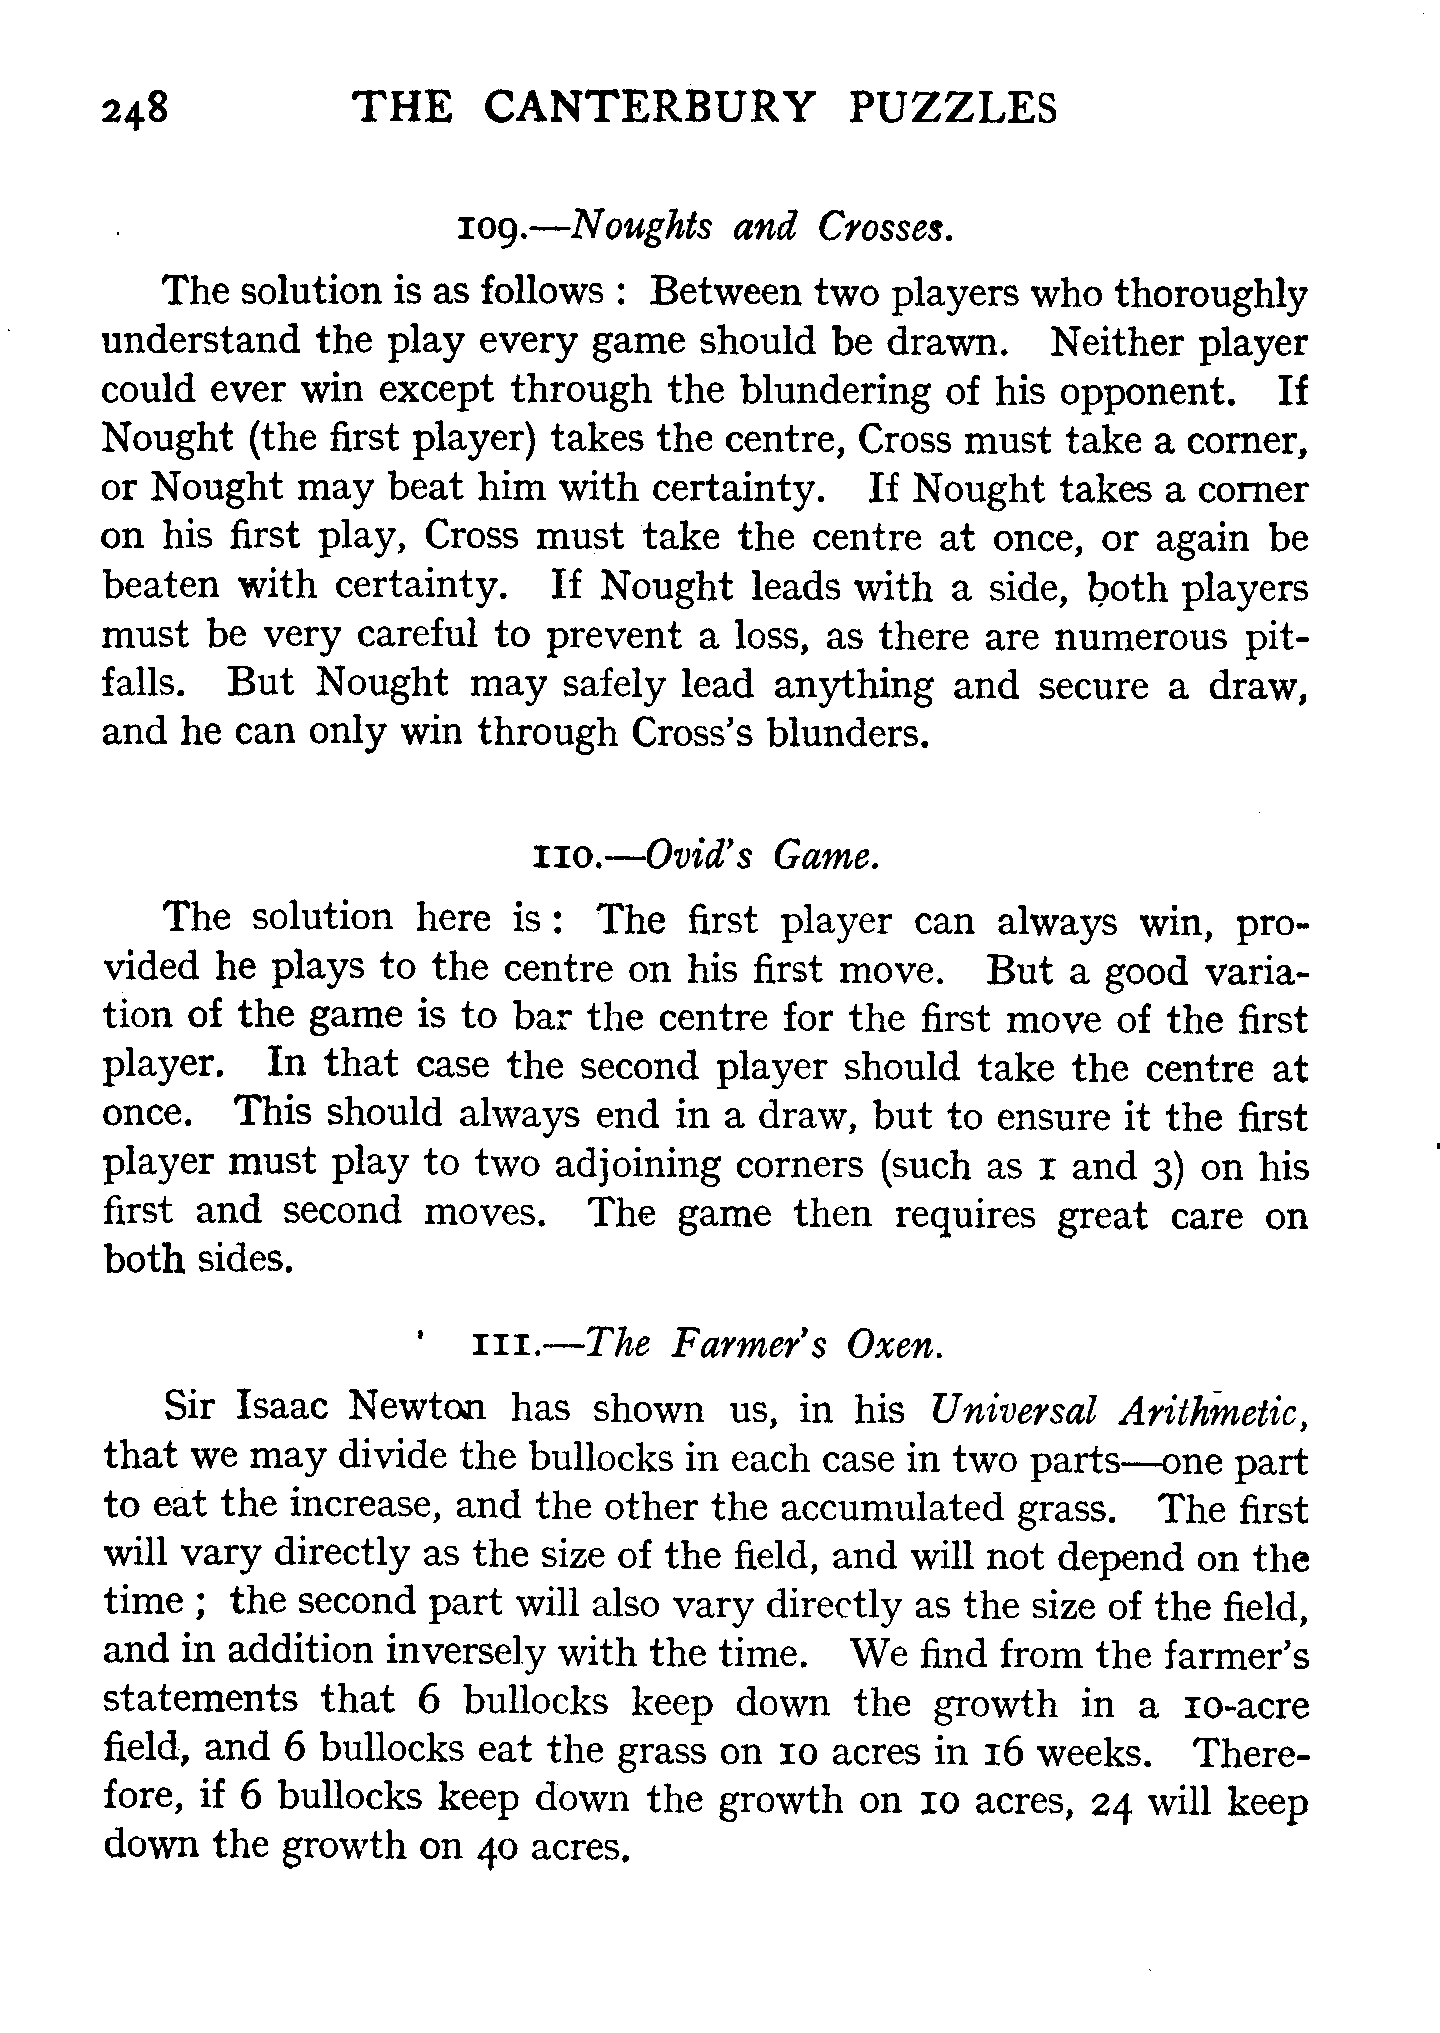 248 THE CANTERBURY PUZZLES
109.—Noughts and Crosses.
The solution is as follows : Between two players who thoroughly
understand the play every game should be drawn. Neither player
could ever win except through the blundering of his opponent. If
Nought (the first player) takes the centre, Cross must take a corner,
or Nought may beat him with certainty. If Nought takes a corner
on his first play, Cross must take the centre at once, or again be
beaten with certainty. If Nought leads with a side, both players
must be very careful to prevent a loss, as there are numerous pit-
falls. But Nought may safely lead anything and secure a draw,
and he can only win through Cross's blunders.
110.—Ovid's Game.
The solution here is : The first player can always win, pro-
vided he plays to the centre on his first move. But a good varia-
tion of the game is to bar the centre for the first move of the first
player. In that case the second player should take the centre at
once. This should always end in a draw, but to ensure it the first
player must play to two adjoining corners (such as 1 and 3) on his
first and second moves. The game then requires great care on
both sides.
111.—The Farmer's Oxen.
Sir Isaac Newton has shown us, in his Universal Arithmetic,
that we may divide the bullocks in each case in two parts—one part
to eat the increase, and the other the accumulated grass. The first
will vary directly as the size of the field, and will not depend on the
time ; the second part will also vary directly as the size of the field,
and in addition inversely with the time. We find from the farmer's
statements that 6 bullocks keep down the growth in a 10-acre
field, and 6 bullocks eat the grass on 10 acres in 16 weeks. There-
fore, if 6 bullocks keep down the growth on 10 acres, 24 will keep
down the growth on 40 acres.